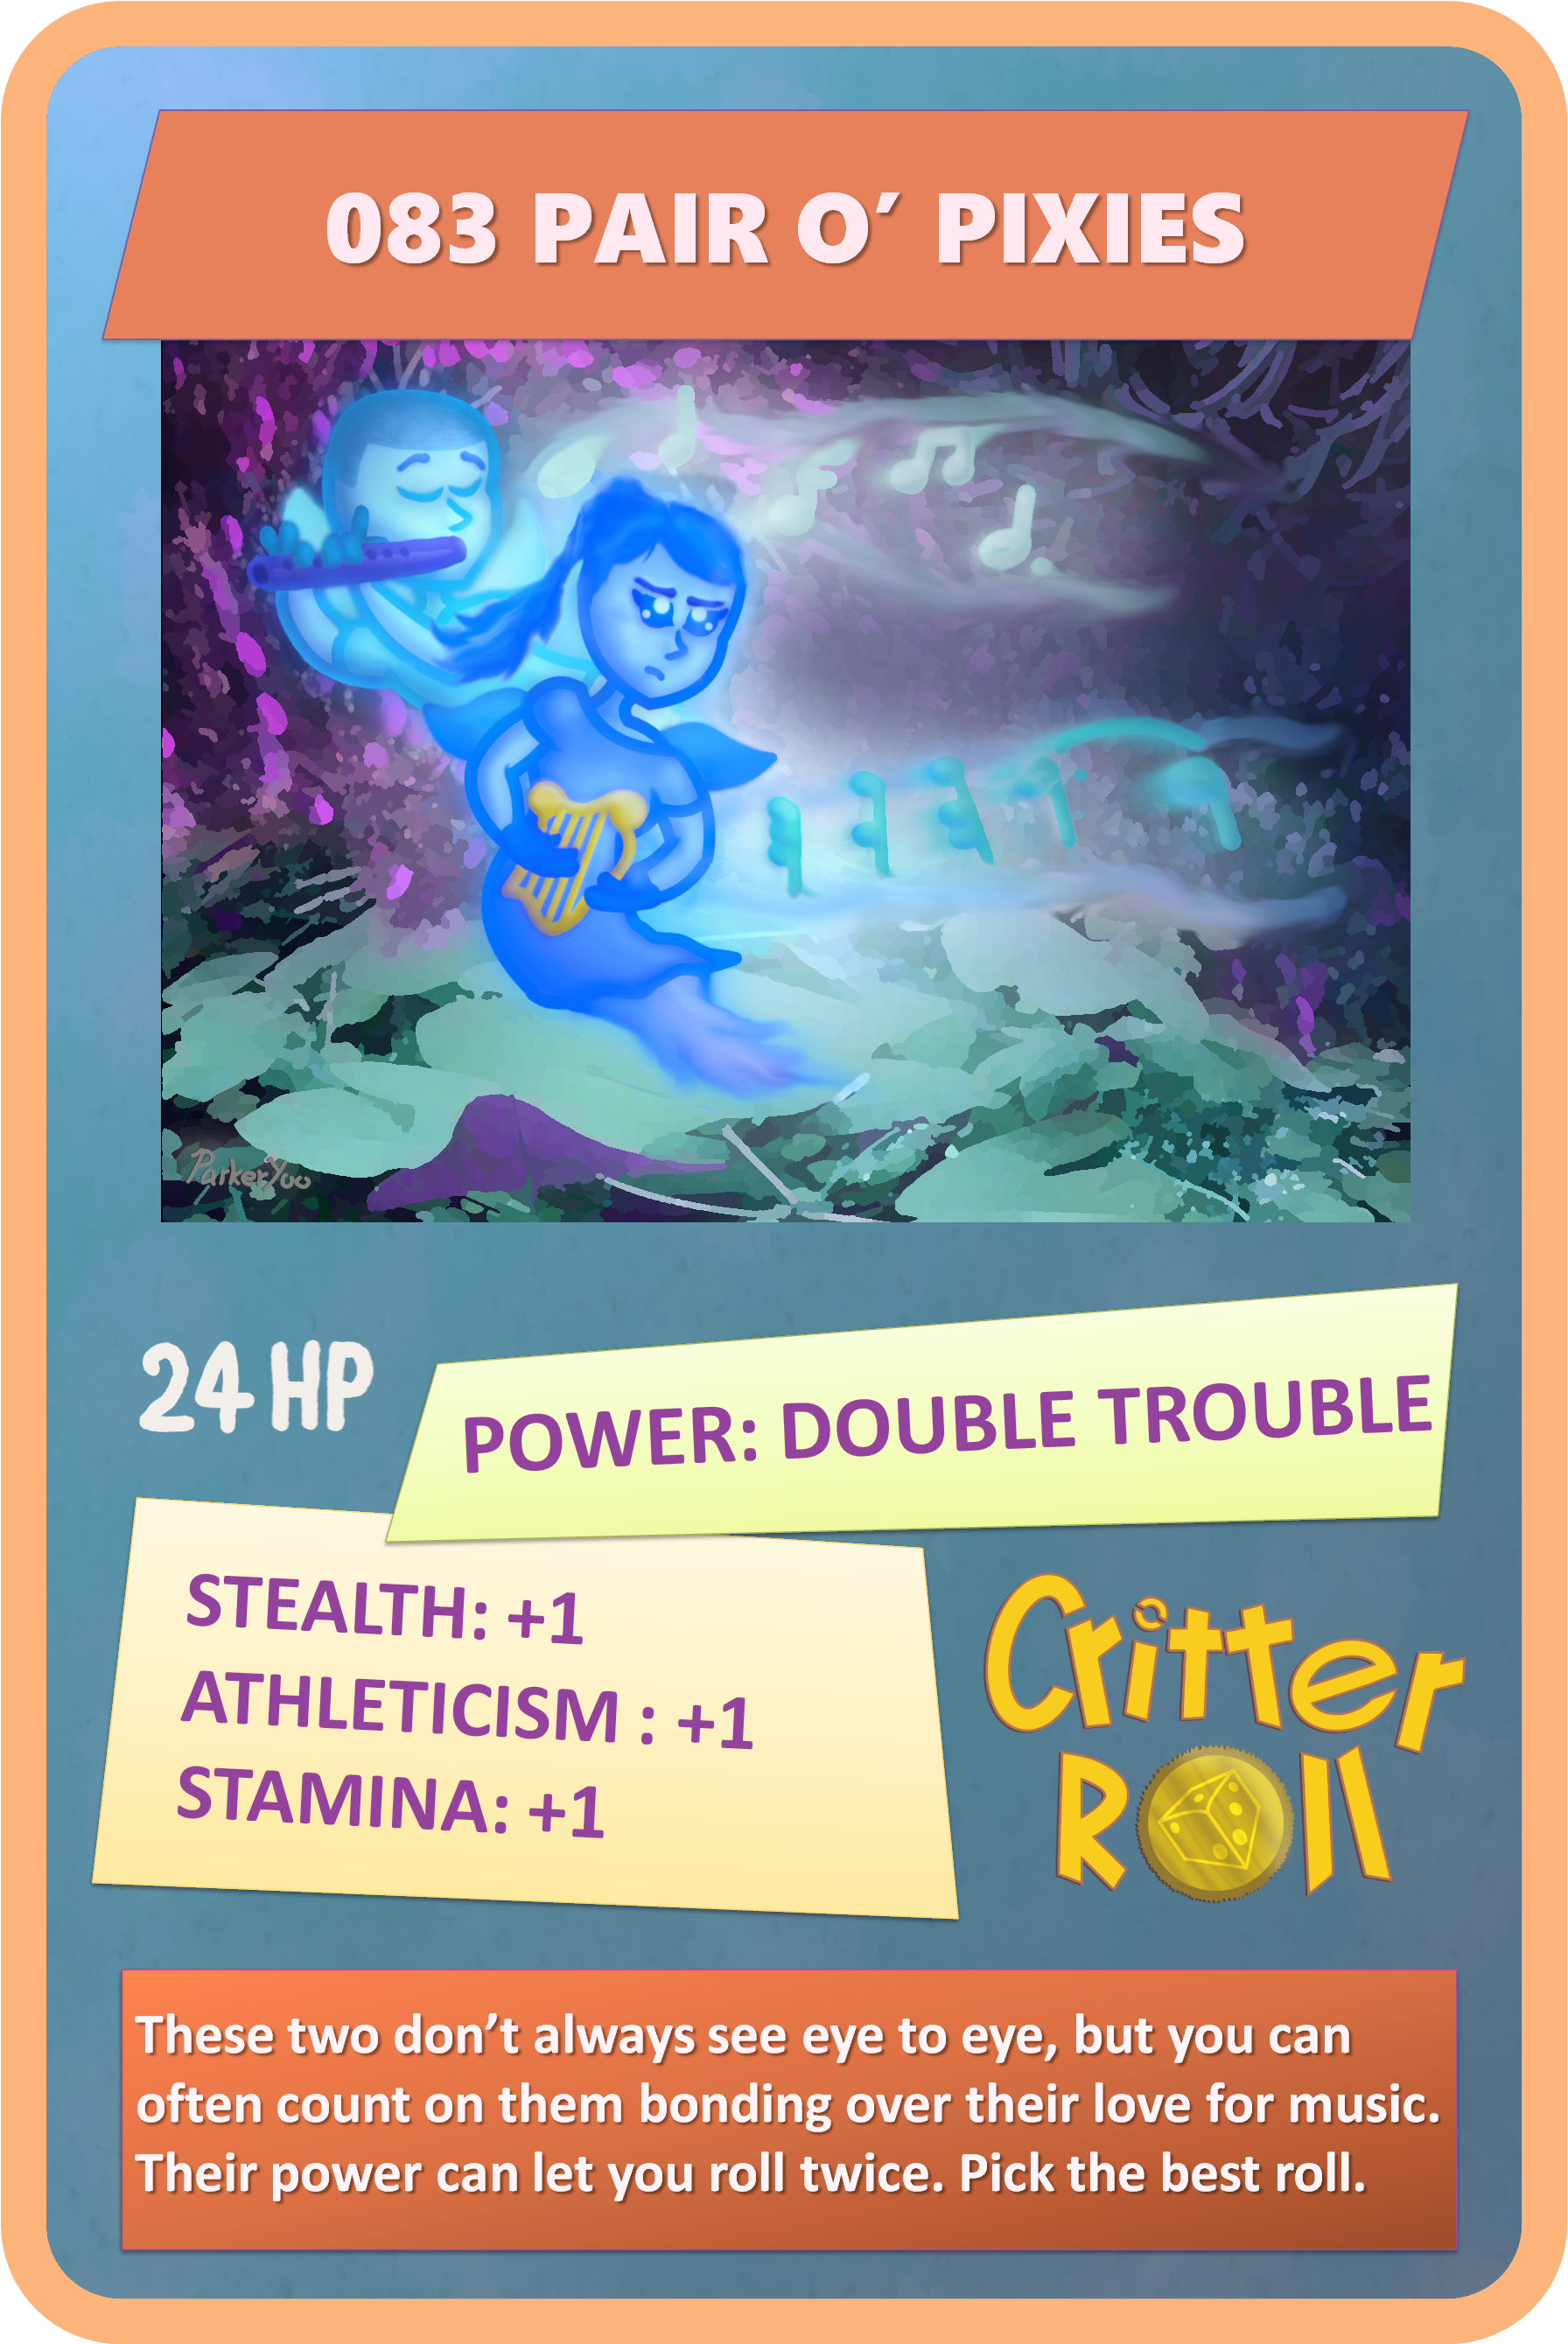 083 PAIR O’ PIXIES
ParkerYoo
24 HP
POWER: DOUBLE TROUBLE
STEALTH: +1
ATHLETICISM : +1
STAMINA: +1
Critter
Roll
These two don’t always see eye to eye, but you can
often count on them bonding over their love for music.
Their power can let you roll twice. Pick the best roll.